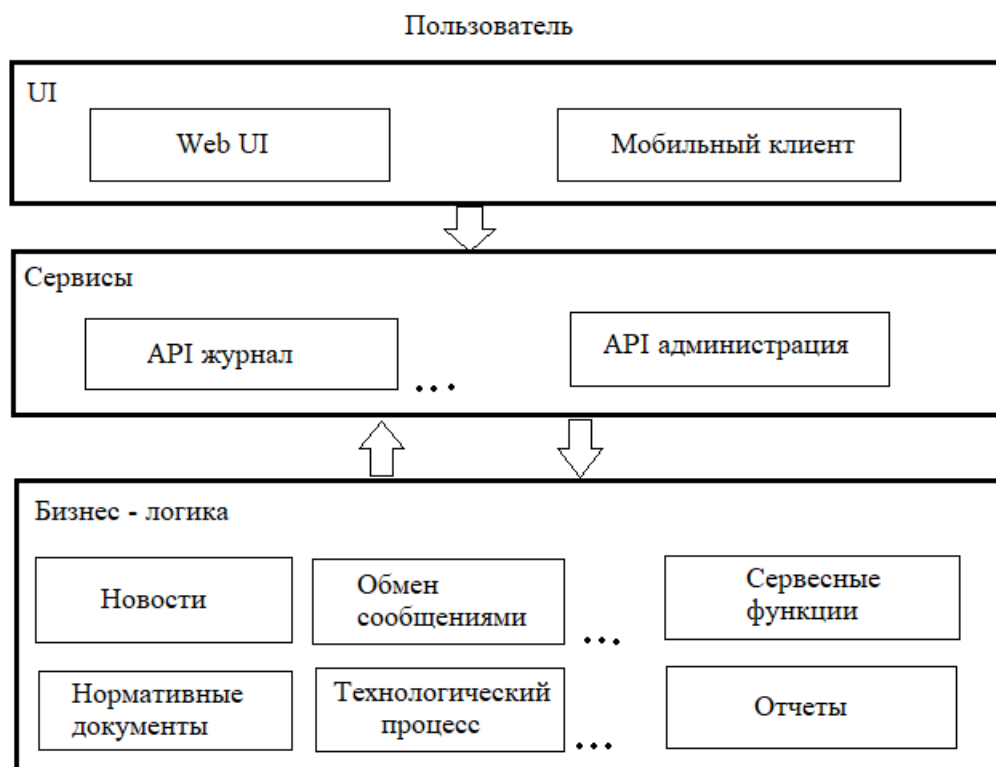 Пользователь
UI
Web UI
Мобильный клиент
Сервисы
API журнал
...
API администрация
Бизнес - логика
Новости
Обмен
сообщениями
...
Сервесные
функции
Нормативные
документы
Технологический
процесс
...
Отчеты